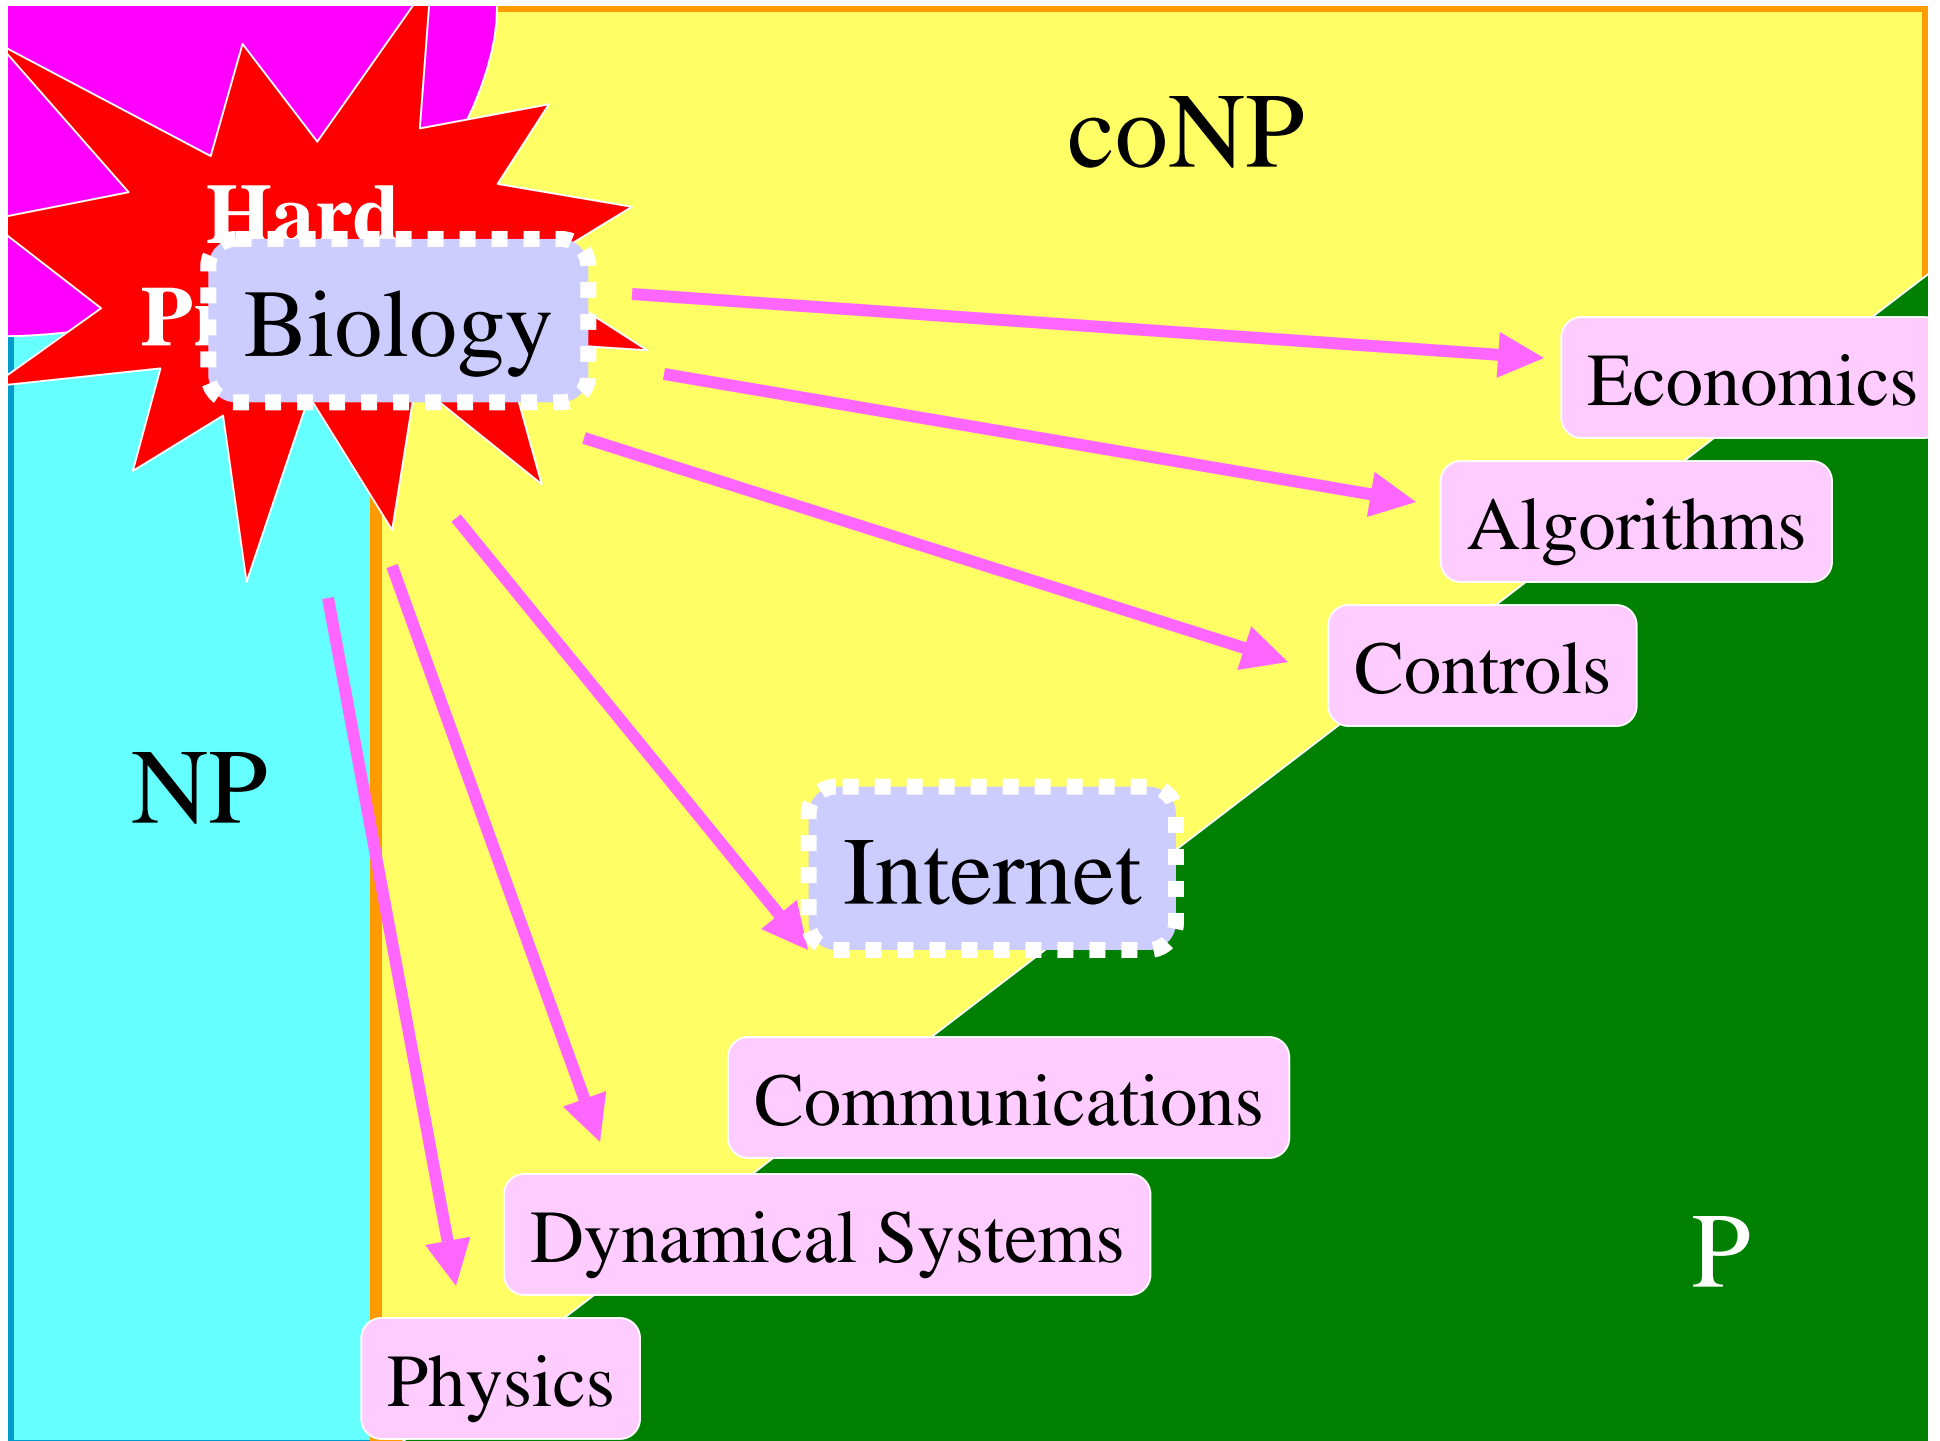 coNP
Hard
Biology
Economics
Algorithms
Controls
NP
Internet
Communications
Dynamical Systems
P
Physics